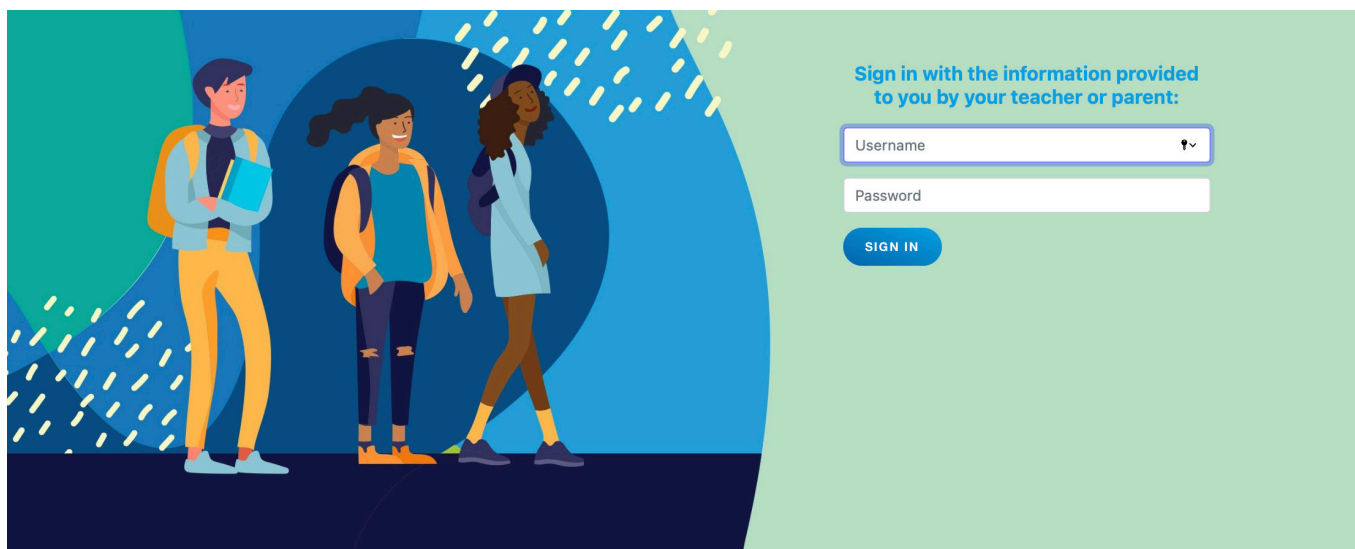 Sign in with the information provided
to you by your teacher or parent:
Username
Password
SIGN IN